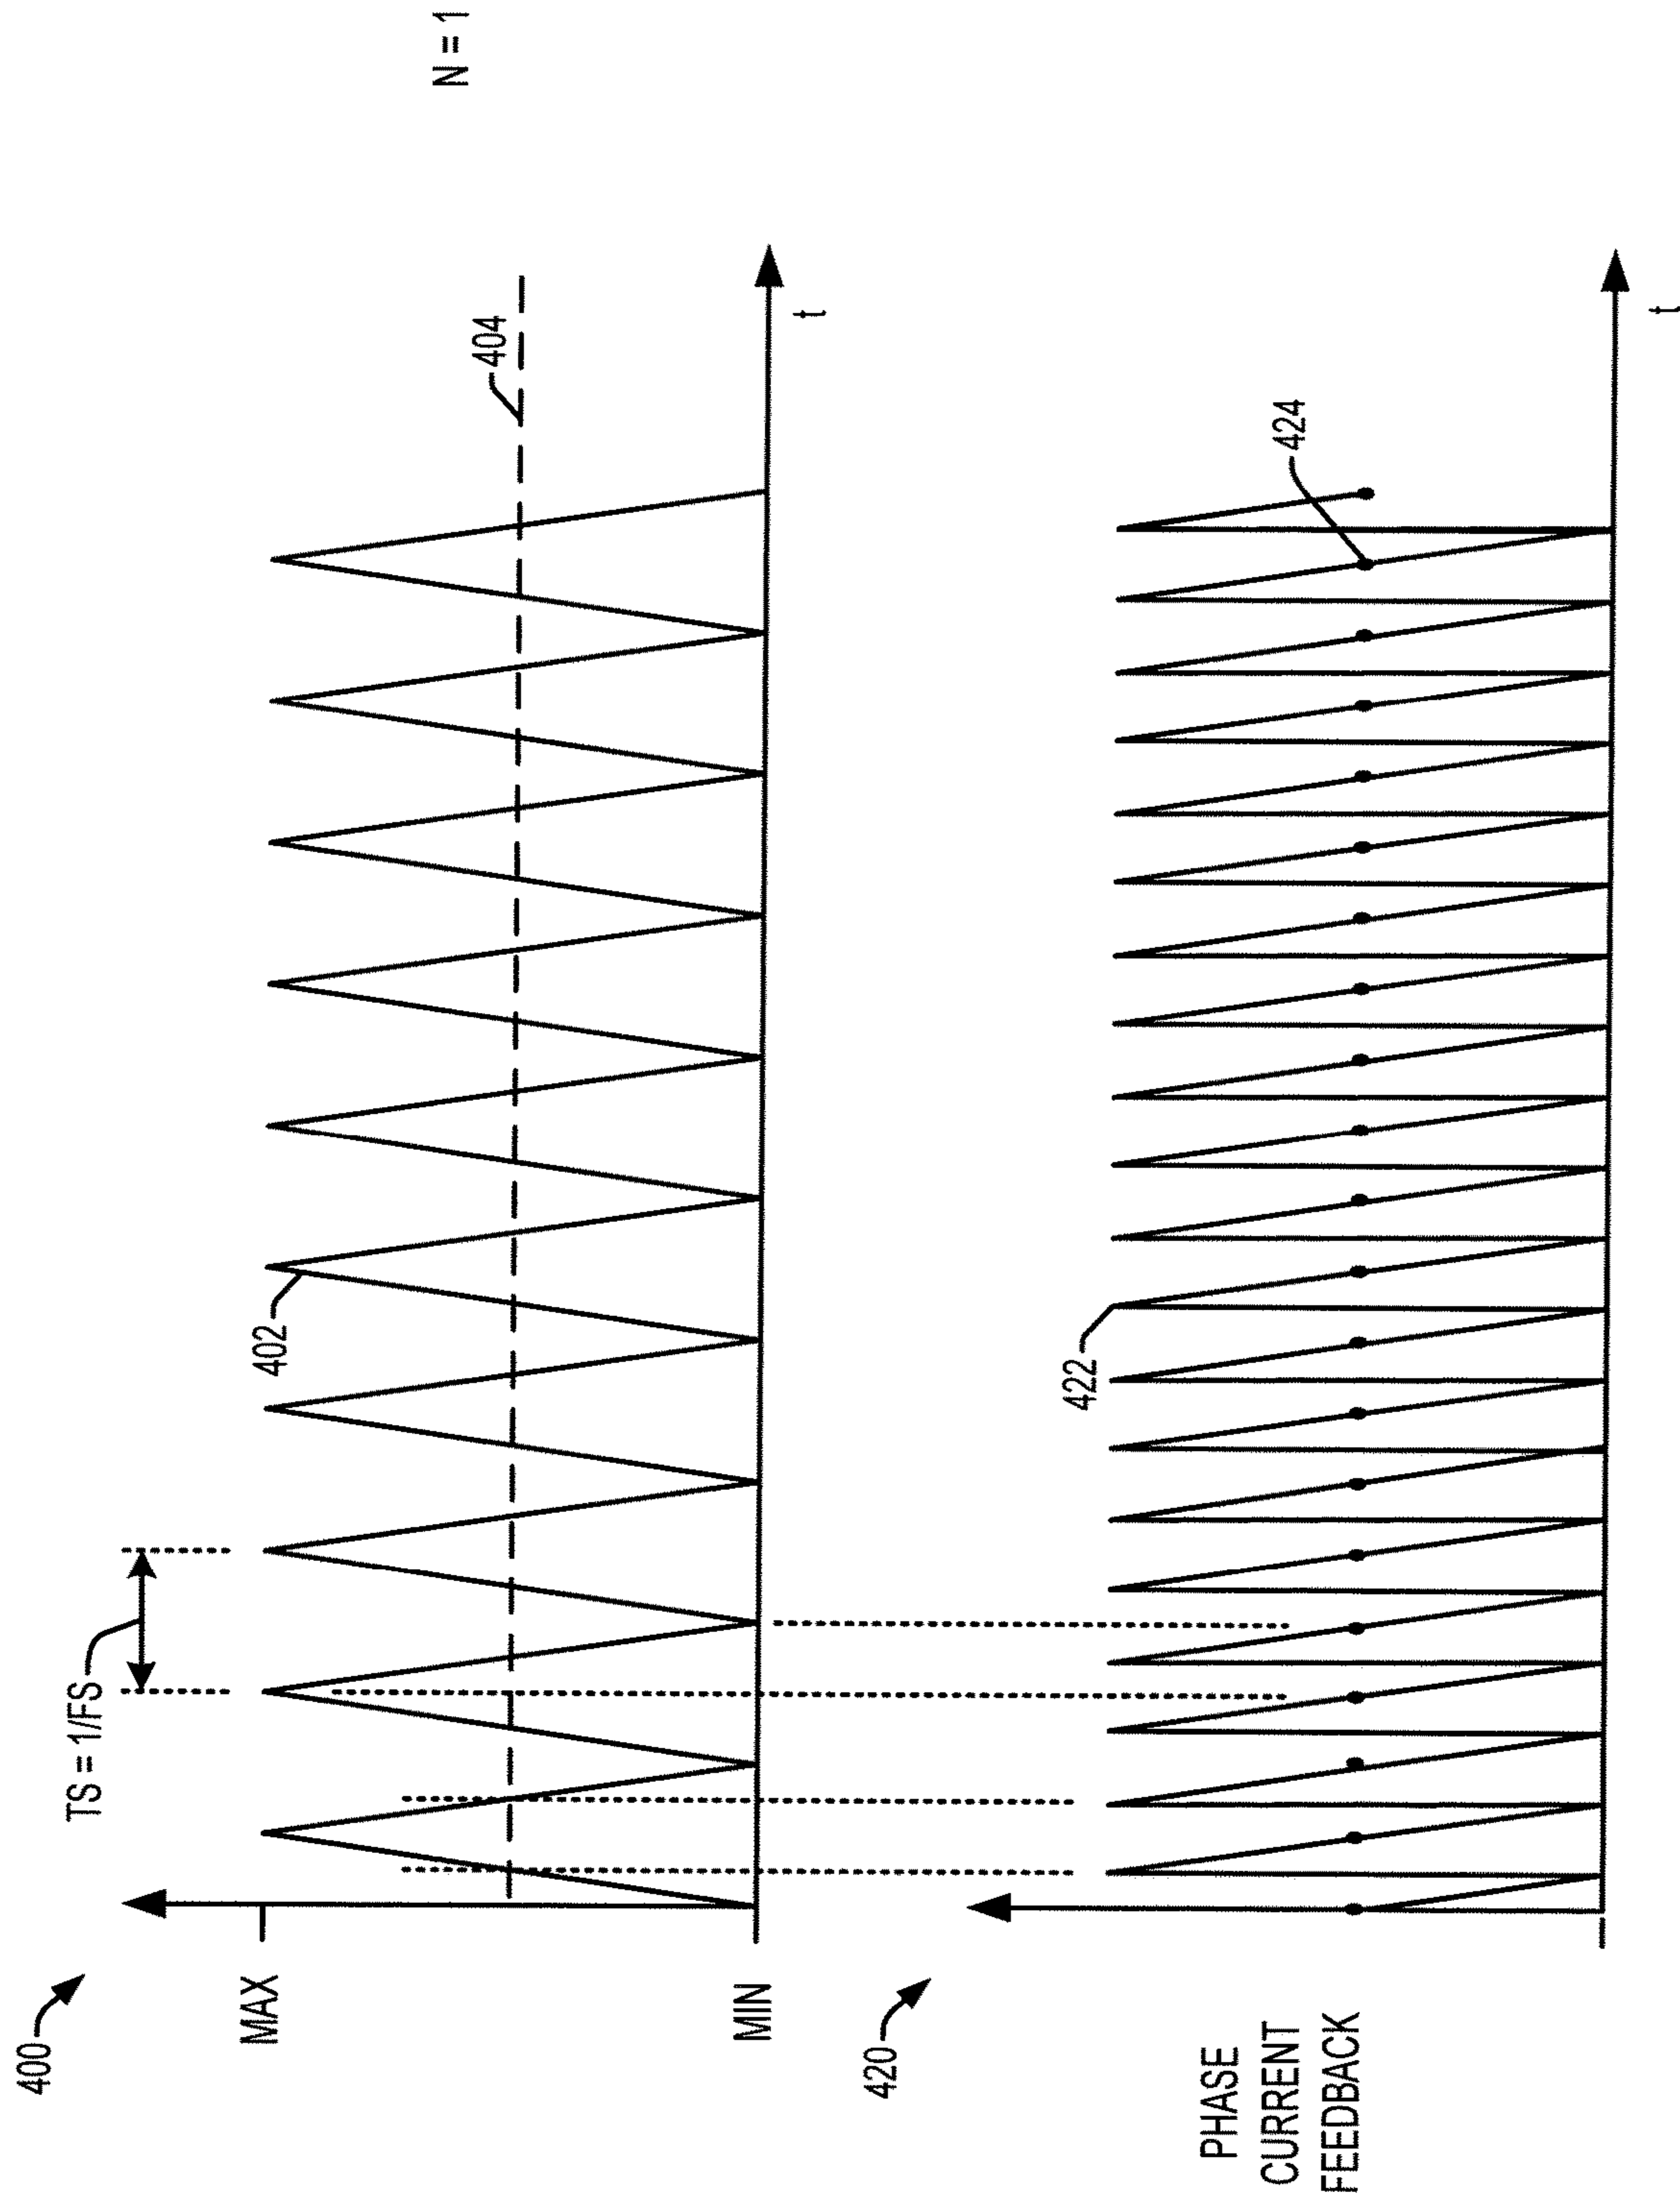 400
TS = 1/FS
MAX
402
404
N = 1
MIN
t
420
PHASE
CURRENT
FEEDBACK
422
424
t